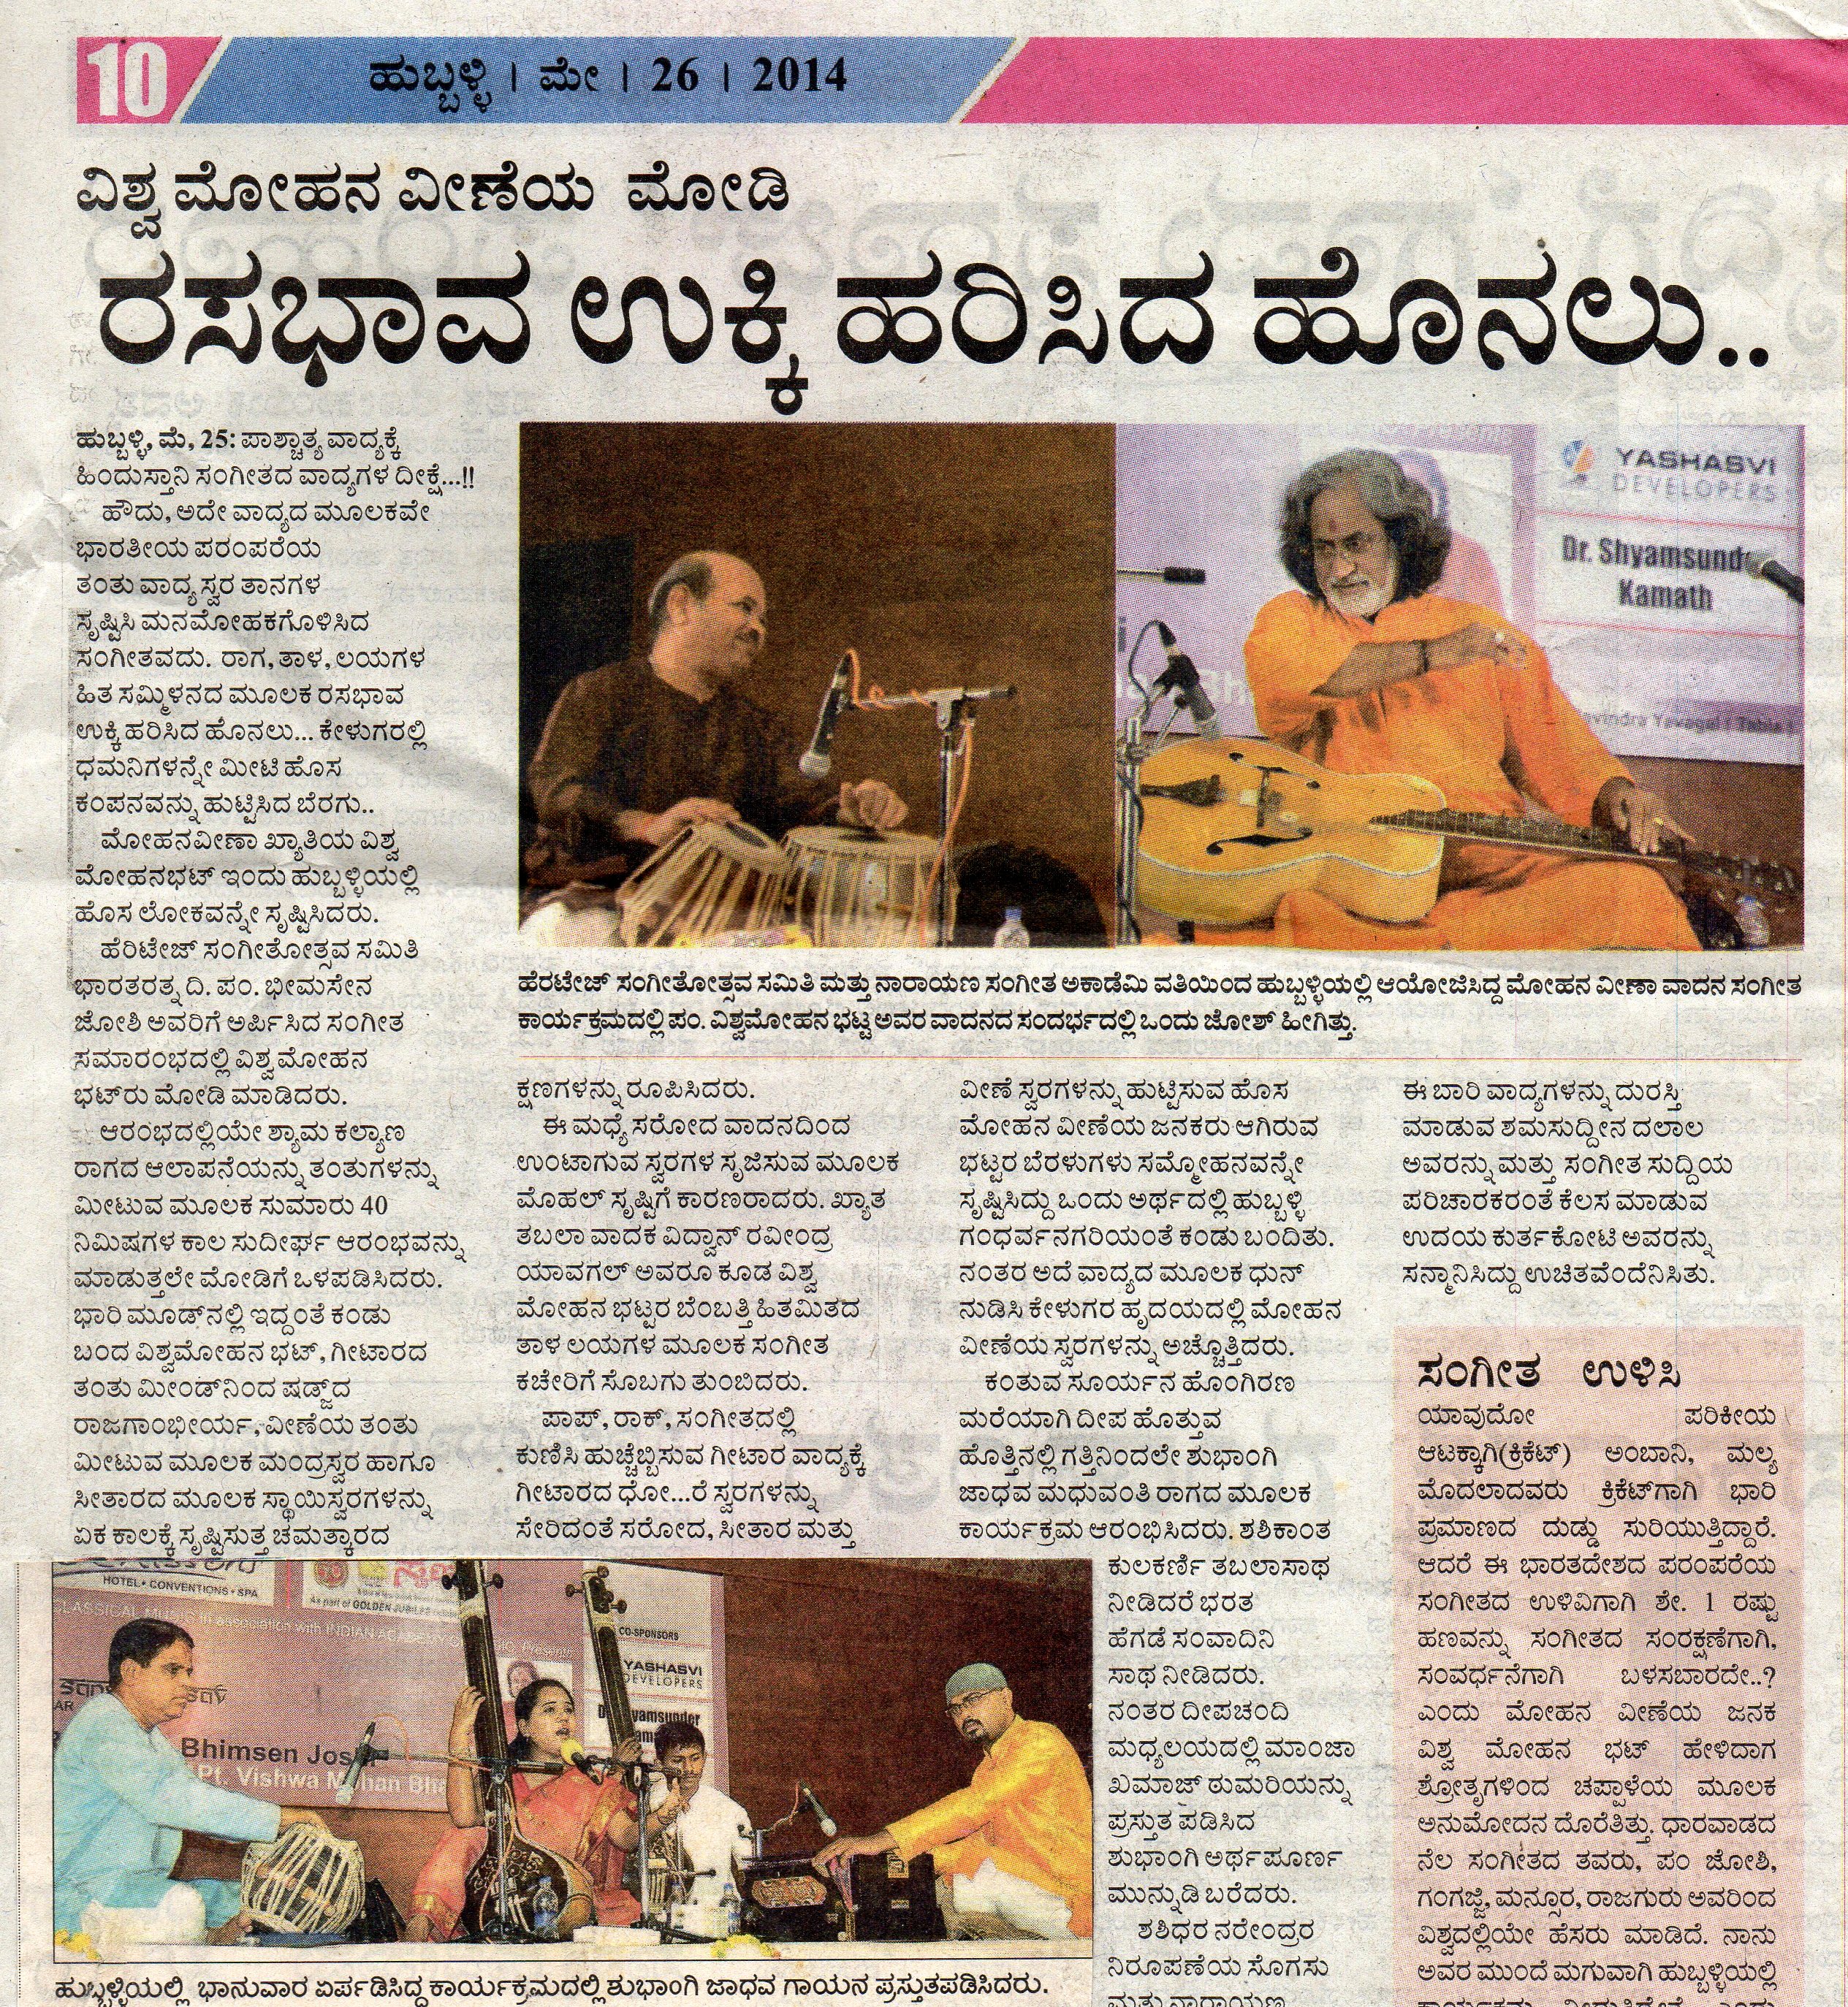 10
ಹುಬ್ಬಳ್ಳಿ । ಮೇ । 26 । 2014
ವಿಶ್ವ ಮೋಹನ ವೀಣೆಯ ಮೋಡಿ
ರಸಭಾವ ಉಕ್ಕಿ ಹರಿಸಿದ ಹೊನಲು..
ಹುಬ್ಬಳ್ಳಿ, ಮೆ, 25: ಪಾಶ್ಚಾತ್ಯ ವಾದ್ಯಕ್ಕೆ
ಹಿಂದುಸ್ತಾನಿ ಸಂಗೀತದ ವಾದ್ಯಗಳ ದೀಕ್ಷೆ...!!
ಹೌದು, ಅದೇ ವಾದ್ಯದ ಮೂಲಕವೇ
ಭಾರತೀಯ ಪರಂಪರೆಯ
ತಂತು ವಾದ್ಯ ಸ್ವರ ತಾನಗಳ
ಸೃಷ್ಟಿಸಿ ಮನಮೋಹಕಗೊಳಿಸಿದ
ಸಂಗೀತವದು. ರಾಗ, ತಾಳ, ಲಯಗಳ
ಹಿತ ಸಮ್ಮಿಳನದ ಮೂಲಕ ರಸಭಾವ
ಉಕ್ಕಿ ಹರಿಸಿದ ಹೊನಲು... ಕೇಳುಗರಲ್ಲಿ
ಧಮನಿಗಳನ್ನೇ ಮೀಟಿ ಹೊಸ
ಕಂಪನವನ್ನು ಹುಟ್ಟಿಸಿದ ಬೆರಗು..
ಮೋಹನವೀಣಾ ಖ್ಯಾತಿಯ ವಿಶ್ವ
ಮೋಹನಭಟ್ ಇಂದು ಹುಬ್ಬಳ್ಳಿಯಲ್ಲಿ
ಹೊಸ ಲೋಕವನ್ನೇ ಸೃಷ್ಟಿಸಿದರು.
ಹೆರಿಟೇಜ್ ಸಂಗೀತೋತ್ಸವ ಸಮಿತಿ
ಭಾರತರತ್ನ ದಿ. ಪಂ. ಭೀಮಸೇನ
ಜೋಶಿ ಅವರಿಗೆ ಅರ್ಪಿಸಿದ ಸಂಗೀತ
ಸಮಾರಂಭದಲ್ಲಿ ವಿಶ್ವ ಮೋಹನ
ಭಟ್‌ರು ಮೋಡಿ ಮಾಡಿದರು.
ಆರಂಭದಲ್ಲಿಯೇ ಶ್ಯಾಮ ಕಲ್ಯಾಣ
ರಾಗದ ಆಲಾಪನೆಯನ್ನು ತಂತುಗಳನ್ನು
ಮೀಟುವ ಮೂಲಕ ಸುಮಾರು 40
ನಿಮಿಷಗಳ ಕಾಲ ಸುದೀರ್ಘ ಆರಂಭವನ್ನು
ಮಾಡುತ್ತಲೇ ಮೋಡಿಗೆ ಒಳಪಡಿಸಿದರು.
ಭಾರಿ ಮೂಡ್‌ನಲ್ಲಿ ಇದ್ದಂತೆ ಕಂಡು
ಬಂದ ವಿಶ್ವಮೋಹನ ಭಟ್, ಗೀಟಾರದ
ತಂತು ಮೀಂಡ್‌ನಿಂದ ಷಡ್ಜ್‌ದ
ರಾಜಗಾಂಭೀರ್ಯ, ವೀಣೆಯ ತಂತು
ಮೀಟುವ ಮೂಲಕ ಮಂದ್ರಸ್ವರ ಹಾಗೂ
ಸೀತಾರದ ಮೂಲಕ ಸ್ಥಾಯಿಸ್ವರಗಳನ್ನು
ಏಕ ಕಾಲಕ್ಕೆ ಸೃಷ್ಟಿಸುತ್ತ ಚಮತ್ಕಾರದ
YASHASVI
DEVELOPERS
Dr. Shyamsund
Kamath
avindra Yavagal ( Tabla )
ಹೆರಟೇಜ್ ಸಂಗೀತೋತ್ಸವ ಸಮಿತಿ ಮತ್ತು ನಾರಾಯಣ ಸಂಗೀತ ಅಕಾಡೆಮಿ ವತಿಯಿಂದ ಹುಬ್ಬಳ್ಳಿಯಲ್ಲಿ ಆಯೋಜಿಸಿದ್ದ ಮೋಹನ ವೀಣಾ ವಾದನ ಸಂಗೀತ
ಕಾರ್ಯಕ್ರಮದಲ್ಲಿ ಪಂ. ವಿಶ್ವಮೋಹನ ಭಟ್ಟ ಅವರ ವಾದನದ ಸಂದರ್ಭದಲ್ಲಿ ಒಂದು ಜೋಶ್ ಹೀಗಿತ್ತು.
ಕ್ಷಣಗಳನ್ನು ರೂಪಿಸಿದರು.
ಈ ಮಧ್ಯೆ ಸರೋದ ವಾದನದಿಂದ
ಉಂಟಾಗುವ ಸ್ವರಗಳ ಸೃಜಿಸುವ ಮೂಲಕ
ಮೊಹಲ್ ಸೃಷ್ಟಿಗೆ ಕಾರಣರಾದರು. ಖ್ಯಾತ
ತಬಲಾ ವಾದಕ ವಿದ್ವಾನ್ ರವೀಂದ್ರ
ಯಾವಗಲ್ ಅವರೂ ಕೂಡ ವಿಶ್ವ
ಮೋಹನ ಭಟ್ಟರ ಬೆಂಬತ್ತಿ ಹಿತಮಿತದ
ತಾಳ ಲಯಗಳ ಮೂಲಕ ಸಂಗೀತ
ಕಚೇರಿಗೆ ಸೊಬಗು ತುಂಬಿದರು.
ಪಾಪ್, ರಾಕ್, ಸಂಗೀತದಲ್ಲಿ
ಕುಣಿಸಿ ಹುಚ್ಚೆಬ್ಬಿಸುವ ಗೀಟಾರ ವಾದ್ಯಕ್ಕೆ
ಗೀಟಾರದ ಧೋ...ರೆ ಸ್ವರಗಳನ್ನು
ಸೇರಿದಂತೆ ಸರೋದ, ಸೀತಾರ ಮತ್ತು
ವೀಣೆ ಸ್ವರಗಳನ್ನು ಹುಟ್ಟಿಸುವ ಹೊಸ
ಮೋಹನ ವೀಣೆಯ ಜನಕರು ಆಗಿರುವ
ಭಟ್ಟರ ಬೆರಳುಗಳು ಸಮ್ಮೋಹನವನ್ನೇ
ಸೃಷ್ಟಿಸಿದ್ದು ಒಂದು ಅರ್ಥದಲ್ಲಿ ಹುಬ್ಬಳ್ಳಿ
ಗಂಧರ್ವನಗರಿಯಂತೆ ಕಂಡು ಬಂದಿತು.
ನಂತರ ಅದೆ ವಾದ್ಯದ ಮೂಲಕ ಧುನ್
ನುಡಿಸಿ ಕೇಳುಗರ ಹೃದಯದಲ್ಲಿ ಮೋಹನ
ವೀಣೆಯ ಸ್ವರಗಳನ್ನು ಅಚ್ಚೊತ್ತಿದರು.
ಕಂತುವ ಸೂರ್ಯನ ಹೊಂಗಿರಣ
ಮರೆಯಾಗಿ ದೀಪ ಹೊತ್ತುವ
ಹೊತ್ತಿನಲ್ಲಿ ಗತ್ತಿನಿಂದಲೇ ಶುಭಾಂಗಿ
ಜಾಧವ ಮಧುವಂತಿ ರಾಗದ ಮೂಲಕ
ಕಾರ್ಯಕ್ರಮ ಆರಂಭಿಸಿದರು. ಶಶಿಕಾಂತ
ಕುಲಕರ್ಣಿ ತಬಲಾಸಾಥ
ನೀಡಿದರೆ ಭರತ
ಹೆಗಡೆ ಸಂವಾದಿನಿ
ಸಾಥ ನೀಡಿದರು.
ನಂತರ ದೀಪಚಂದಿ
ಮಧ್ಯಲಯದಲ್ಲಿ ಮಾಂಜಾ
ಖಮಾಜ್ ಠುಮರಿಯನ್ನು
ಪ್ರಸ್ತುತ ಪಡಿಸಿದ
ಶುಭಾಂಗಿ ಅರ್ಥಪೂರ್ಣ
ಮುನ್ನುಡಿ ಬರೆದರು.
ಶಶಿಧರ ನರೇಂದ್ರರ
ನಿರೂಪಣೆಯ ಸೊಗಸು
ಮತ್ತು ನಾರಾಯಣ
ಈ ಬಾರಿ ವಾದ್ಯಗಳನ್ನು ದುರಸ್ತಿ
ಮಾಡುವ ಶಮಸುದ್ದೀನ ದಲಾಲ
ಅವರನ್ನು ಮತ್ತು ಸಂಗೀತ ಸುದ್ದಿಯ
ಪರಿಚಾರಕರಂತೆ ಕೆಲಸ ಮಾಡುವ
ಉದಯ ಕುರ್ತಕೋಟಿ ಅವರನ್ನು
ಸನ್ಮಾನಿಸಿದ್ದು ಉಚಿತವೆಂದೆನಿಸಿತು.
ಸಂಗೀತ ಉಳಿಸಿ
ಯಾವುದೋ ಪರಿಕೀಯ
ಆಟಕ್ಕಾಗಿ(ಕ್ರಿಕೆಟ್) ಅಂಬಾನಿ, ಮಲ್ಯ
ಮೊದಲಾದವರು ಕ್ರಿಕೆಟ್‌ಗಾಗಿ ಭಾರಿ
ಪ್ರಮಾಣದ ದುಡ್ಡು ಸುರಿಯುತ್ತಿದ್ದಾರೆ.
ಆದರೆ ಈ ಭಾರತದೇಶದ ಪರಂಪರೆಯ
ಸಂಗೀತದ ಉಳಿವಿಗಾಗಿ ಶೇ. 1 ರಷ್ಟು
ಹಣವನ್ನು ಸಂಗೀತದ ಸಂರಕ್ಷಣೆಗಾಗಿ,
ಸಂವರ್ಧನೆಗಾಗಿ ಬಳಸಬಾರದೇ..?
ಎಂದು ಮೋಹನ ವೀಣೆಯ ಜನಕ
ವಿಶ್ವ ಮೋಹನ ಭಟ್ ಹೇಳಿದಾಗ
ಶ್ರೋತೃಗಳಿಂದ ಚಪ್ಪಾಳೆಯ ಮೂಲಕ
ಅನುಮೋದನ ದೊರೆತಿತ್ತು. ಧಾರವಾಡದ
ನೆಲ ಸಂಗೀತದ ತವರು, ಪಂ ಜೋಶಿ,
ಗಂಗಜ್ಜಿ, ಮನ್ಸೂರ, ರಾಜಗುರು ಅವರಿಂದ
ವಿಶ್ವದಲ್ಲಿಯೇ ಹೆಸರು ಮಾಡಿದೆ. ನಾನು
ಅವರ ಮುಂದೆ ಮಗುವಾಗಿ ಹುಬ್ಬಳ್ಳಿಯಲ್ಲಿ
HOTEL • CONVENTIONS • SPA
As part of GOLDEN JUBILEE
CLASSICAL MUSIC in association with INDIAN ACADEMY
CO-SPONSORS
YASHASVI
DEVELOPERS
Bhimsen Joshi
Pt. Vishwa Mohan Bha
ಹುಬ್ಬಳ್ಳಿಯಲ್ಲಿ ಭಾನುವಾರ ಏರ್ಪಡಿಸಿದ್ದ ಕಾರ್ಯಕ್ರಮದಲ್ಲಿ ಶುಭಾಂಗಿ ಜಾಧವ ಗಾಯನ ಪ್ರಸ್ತುತಪಡಿಸಿದರು.